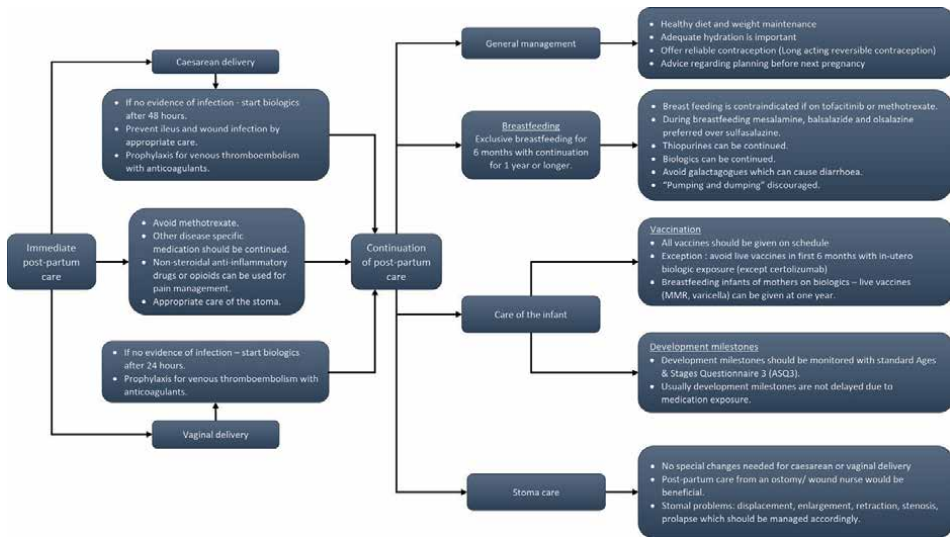 Caesarean delivery
• If no evidence of infection - start biologics
after 48 hours.
• Prevent ileus and wound infection by
appropriate care.
• Prophylaxis for venous thromboembolism
with anticoagulants.
Immediate
post-partum
care
• Avoid methotrexate.
• Other disease specific
medication should be continued.
• Non-steroidal anti-inflammatory
drugs or opioids can be used for
pain management.
• Appropriate care of the stoma.
• If no evidence of infection – start biologics
after 24 hours.
• Prophylaxis for venous thromboembolism with
anticoagulants.
Vaginal delivery
Continuation
of post-partum
care
General management
• Healthy diet and weight maintenance
• Adequate hydration is important
• Offer reliable contraception (Long acting reversible contraception)
• Advice regarding planning before next pregnancy
Breastfeeding
Exclusive breastfeeding for
6 months with continuation
for 1 year or longer.
• Breast feeding is contraindicated if on tofacitinib or methotrexate.
• During breastfeeding mesalamine, balsalazide and olsalazine
preferred over sulfasalazine.
• Thiopurines can be continued.
• Biologics can be continued.
• Avoid galactagogues which can cause diarrhoea.
• “Pumping and dumping” discouraged.
Care of the infant
Vaccination
• All vaccines should be given on schedule
• Exception : avoid live vaccines in first 6 months with in-utero
biologic exposure (except certolizumab)
• Breastfeeding infants of mothers on biologics – live vaccines
(MMR, varicella) can be given at one year.
Development milestones
• Development milestones should be monitored with standard Ages
& Stages Questionnaire 3 (ASQ3).
• Usually development milestones are not delayed due to
medication exposure.
Stoma care
• No special changes needed for caesarean or vaginal delivery
• Post-partum care from an ostomy/ wound nurse would be
beneficial.
• Stomal problems: displacement, enlargement, retraction, stenosis,
prolapse which should be managed accordingly.